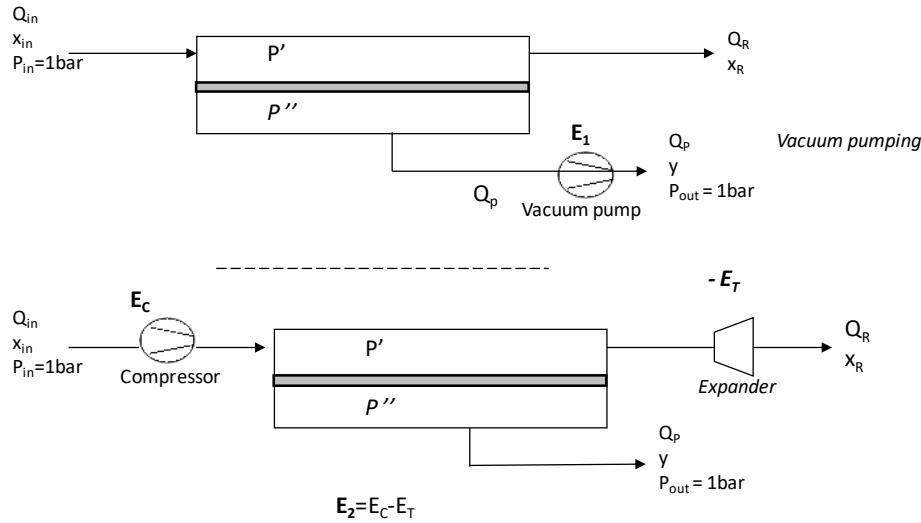 Q_in
x_in
P_in=1bar
P’
P’’
Q_R
x_R
E_1
Q_p
Vacuum pump
Q_P
y
P_out = 1bar
Vacuum pumping
Q_in
x_in
P_in=1bar
E_C
Compressor
P’
P’’
- E_T
Expander
Q_R
x_R
Q_P
y
P_out = 1bar
E_2=E_C-E_T